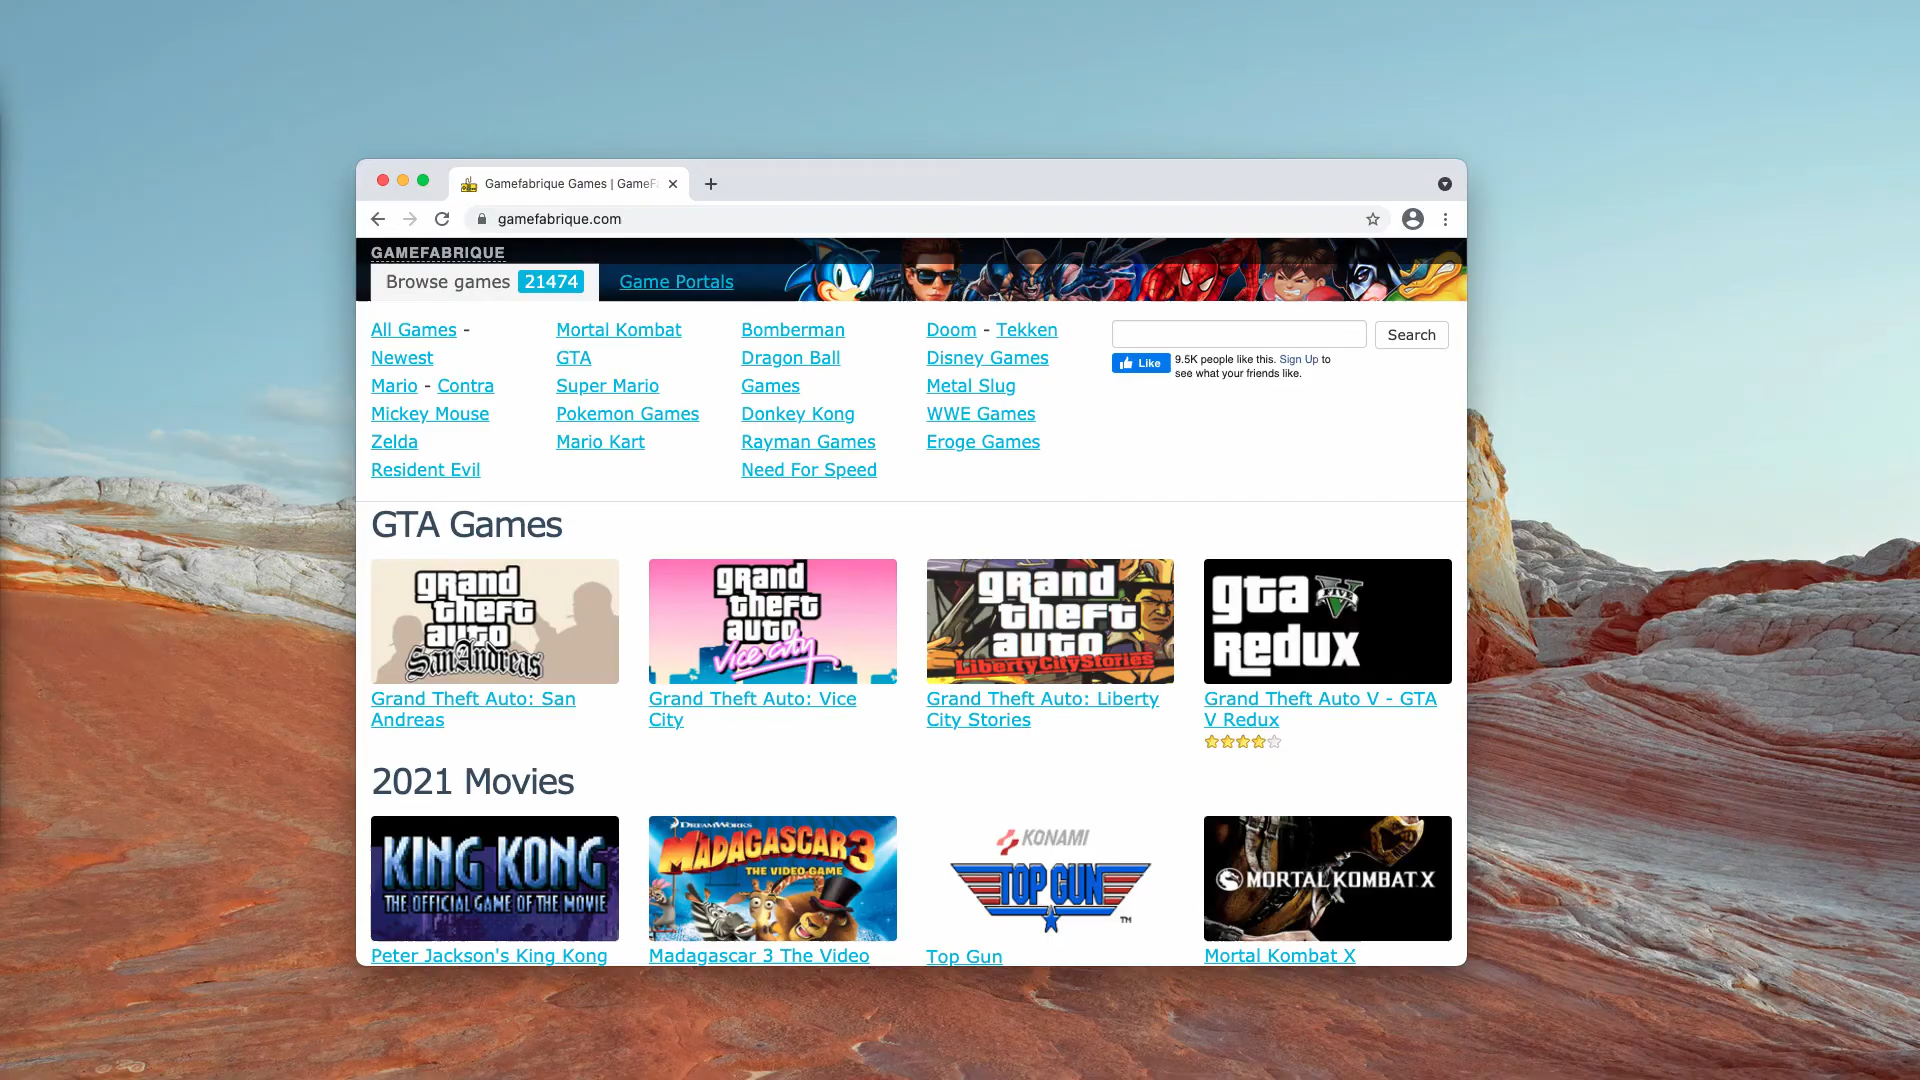 Gamefabrique Games | GameFa
gamefabrique.com
GAMEFABRIQUE
Browse games 21474 Game Portals
All Games -
Newest
Mario - Contra
Mickey Mouse
Zelda
Resident Evil
Mortal Kombat
GTA
Super Mario
Pokemon Games
Mario Kart
Bomberman
Dragon Ball
Games
Donkey Kong
Rayman Games
Need For Speed
Doom - Tekken
Disney Games
Metal Slug
WWE Games
Eroge Games
Search
Like
9.5K people like this. Sign Up to
see what your friends like.
GTA Games
grand
theft
auto
San Andreas
grand
theft
auto
vice city
grand
theft
auto
Liberty City Stories
gta V
FIVE
Redux
Grand Theft Auto: San
Andreas
Grand Theft Auto: Vice
City
Grand Theft Auto: Liberty
City Stories
Grand Theft Auto V - GTA
V Redux
2021 Movies
KING KONG
THE OFFICIAL GAME OF THE MOVIE
DREAMWORKS
MADAGASCAR 3
THE VIDEO GAME
KONAMI
TOP GUN
TM
MORTAL KOMBAT X
Peter Jackson's King Kong
Madagascar 3 The Video
Top Gun
Mortal Kombat X